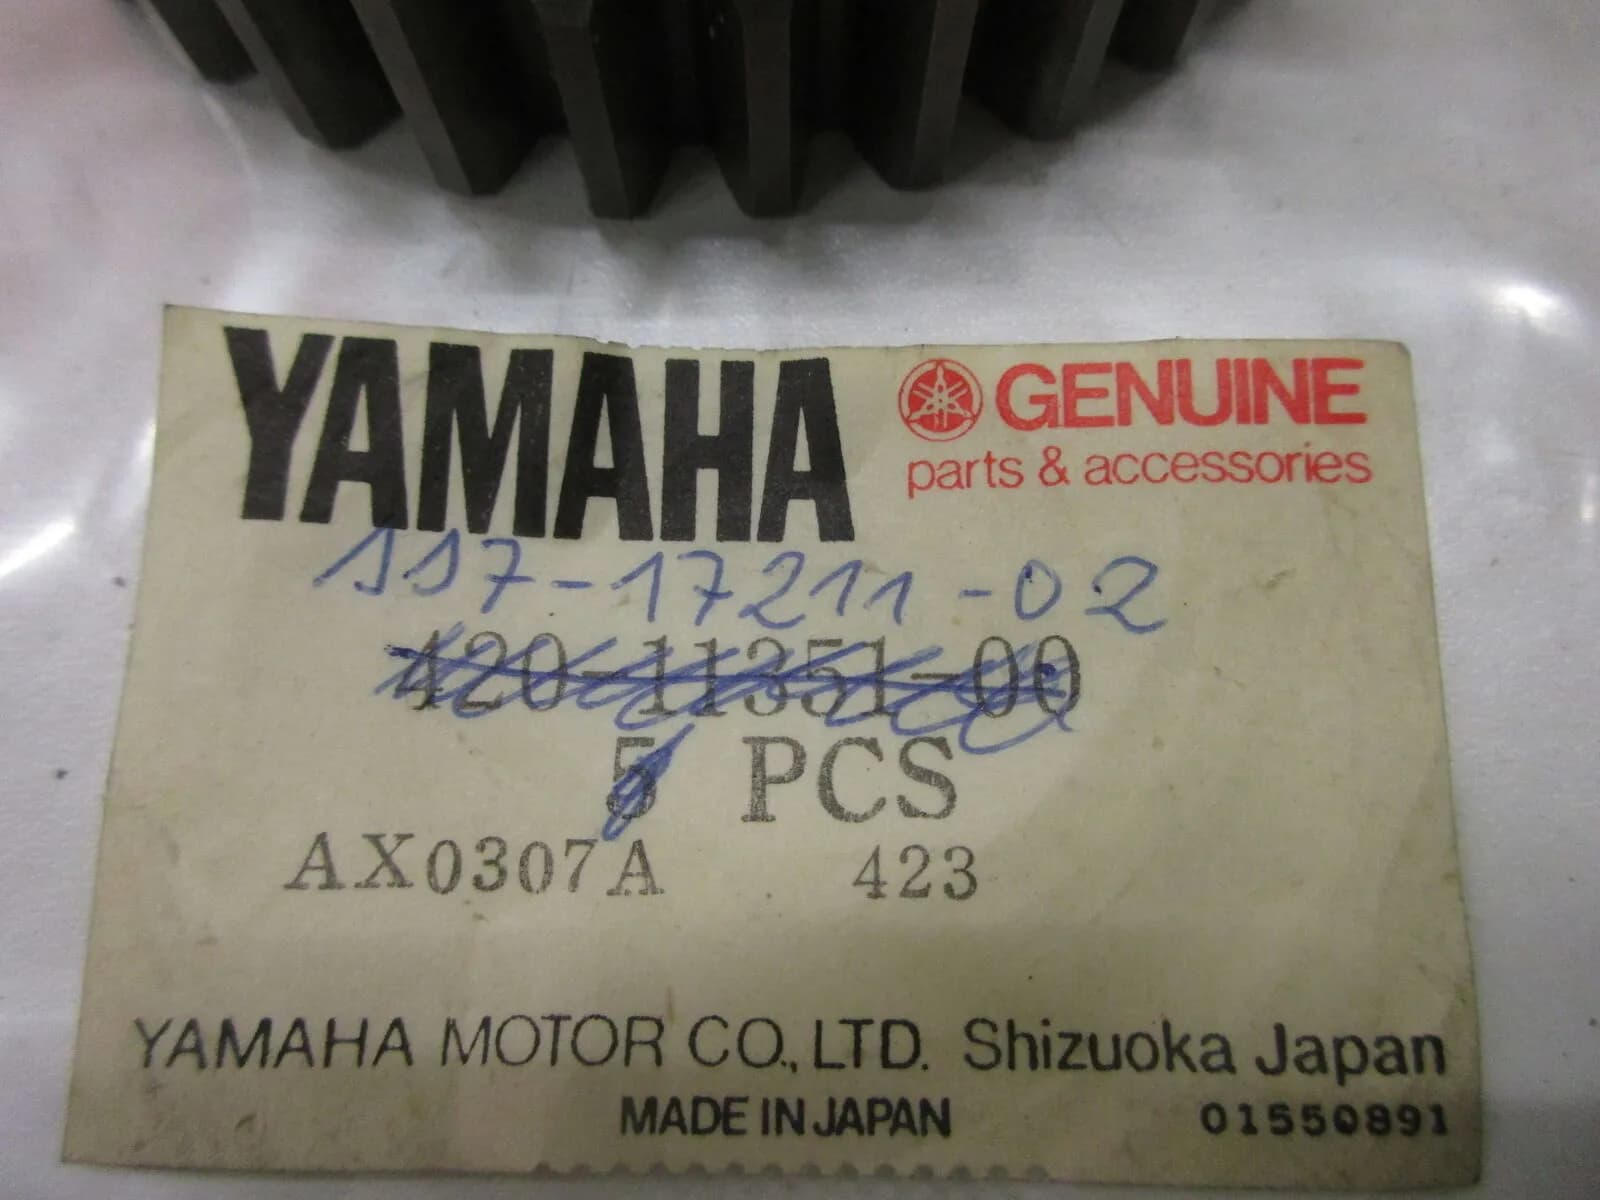 YAMAHA GENUINE
parts & accessories
1J7-17211-02
420-11351-00
5 PCS
AX0307A 423
YAMAHA MOTOR CO., LTD. Shizuoka Japan
MADE IN JAPAN 01550891